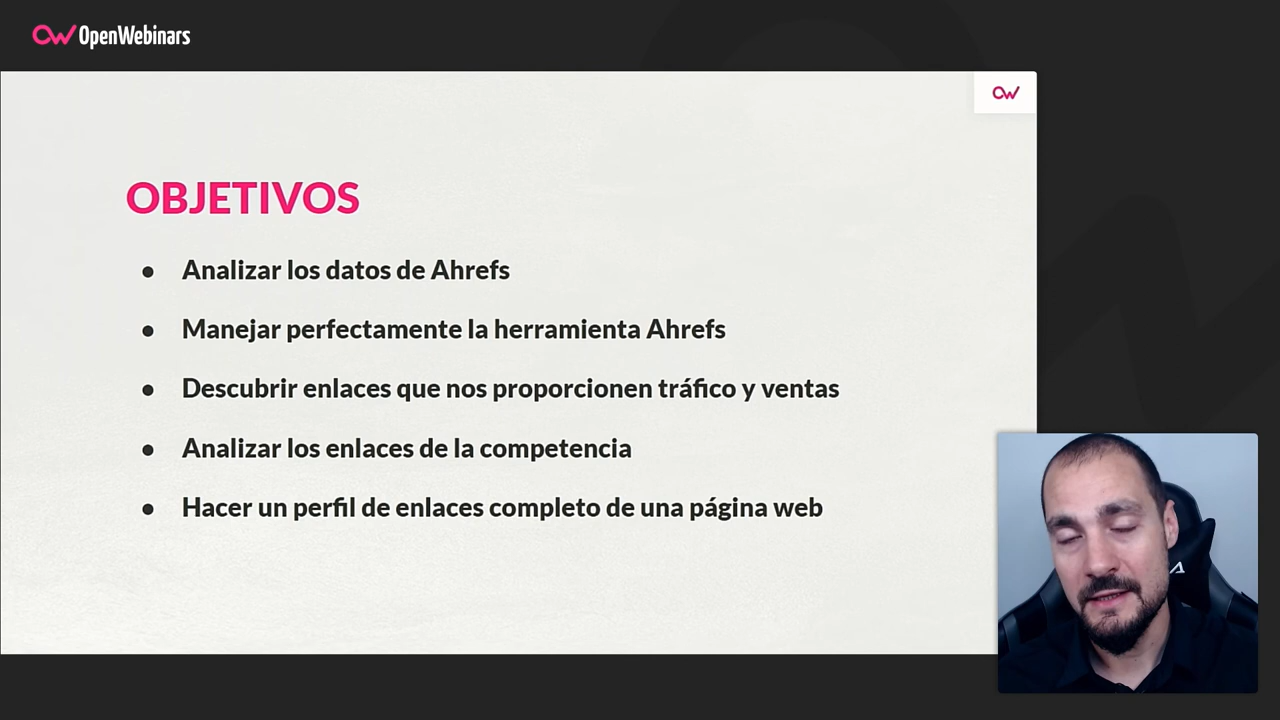 OpenWebinars
OBJETIVOS
● Analizar los datos de Ahrefs
● Manejar perfectamente la herramienta Ahrefs
● Descubrir enlaces que nos proporcionen tráfico y ventas
● Analizar los enlaces de la competencia
● Hacer un perfil de enlaces completo de una página web